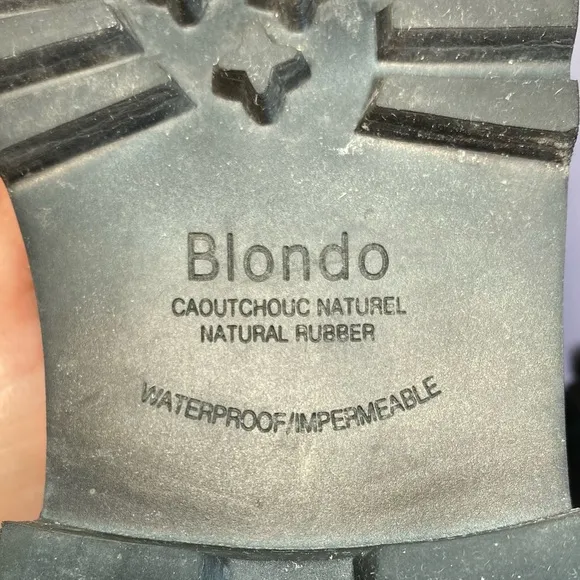 Blondo
CAOUTCHOUC NATUREL
NATURAL RUBBER
WATERPROOF/IMPERMEABLE